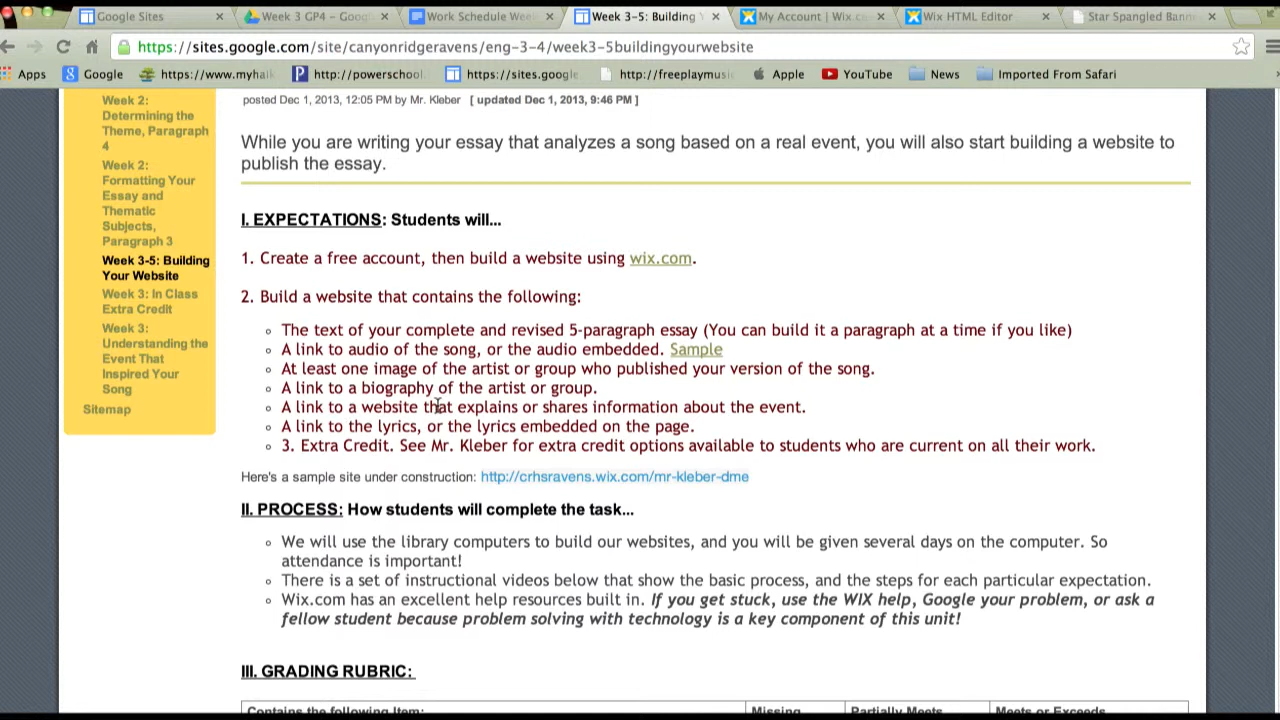 Google Sites
Week 3 GP4 – Goog
Work Schedule Wee
Week 3-5: Building Y
My Account | Wix.c
Wix HTML Editor
Star Spangled Bann
https://sites.google.com/site/canyonridgeravens/eng-3-4/week3-5buildingyourwebsite
Apps
Google
https://www.myhaik
http://powerschool.
https://sites.google
http://freeplaymusi
Apple
YouTube
News
Imported From Safari
Week 2:
Determining the
Theme, Paragraph
4
Week 2:
Formatting Your
Essay and
Thematic
Subjects,
Paragraph 3
Week 3-5: Building
Your Website
Week 3: In Class
Extra Credit
Week 3:
Understanding the
Event That
Inspired Your
Song
Sitemap
posted Dec 1, 2013, 12:05 PM by Mr. Kleber [ updated Dec 1, 2013, 9:46 PM ]
While you are writing your essay that analyzes a song based on a real event, you will also start building a website to
publish the essay.
I. EXPECTATIONS: Students will...
1. Create a free account, then build a website using wix.com.
2. Build a website that contains the following:
The text of your complete and revised 5-paragraph essay (You can build it a paragraph at a time if you like)
A link to audio of the song, or the audio embedded. Sample
At least one image of the artist or group who published your version of the song.
A link to a biography of the artist or group.
A link to a website that explains or shares information about the event.
A link to the lyrics, or the lyrics embedded on the page.
3. Extra Credit. See Mr. Kleber for extra credit options available to students who are current on all their work.
Here's a sample site under construction: http://crhsravens.wix.com/mr-kleber-dme
II. PROCESS: How students will complete the task...
We will use the library computers to build our websites, and you will be given several days on the computer. So
attendance is important!
There is a set of instructional videos below that show the basic process, and the steps for each particular expectation.
Wix.com has an excellent help resources built in. If you get stuck, use the WIX help, Google your problem, or ask a
fellow student because problem solving with technology is a key component of this unit!
III. GRADING RUBRIC:
Contains the following Item:
Missing
Partially Meets
Meets or Exceeds